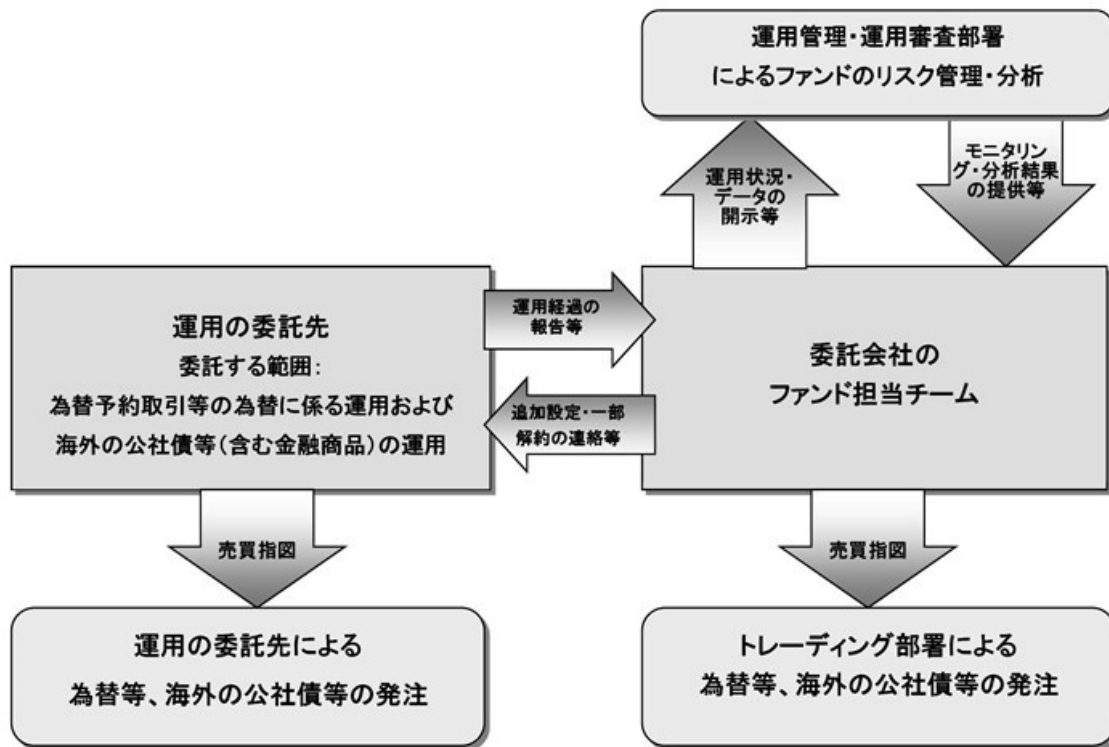 運用管理・運用審査部署
によるファンドのリスク管理・分析
運用状況・
データの
開示等
モニタリン
グ・分析結果
の提供等
運用の委託先
委託する範囲：
為替予約取引等の為替に係る運用および
海外の公社債等（含む金融商品）の運用
運用経過の
報告等
追加設定・一部
解約の連絡等
委託会社の
ファンド担当チーム
売買指図
売買指図
運用の委託先による
為替等、海外の公社債等の発注
トレーディング部署による
為替等、海外の公社債等の発注